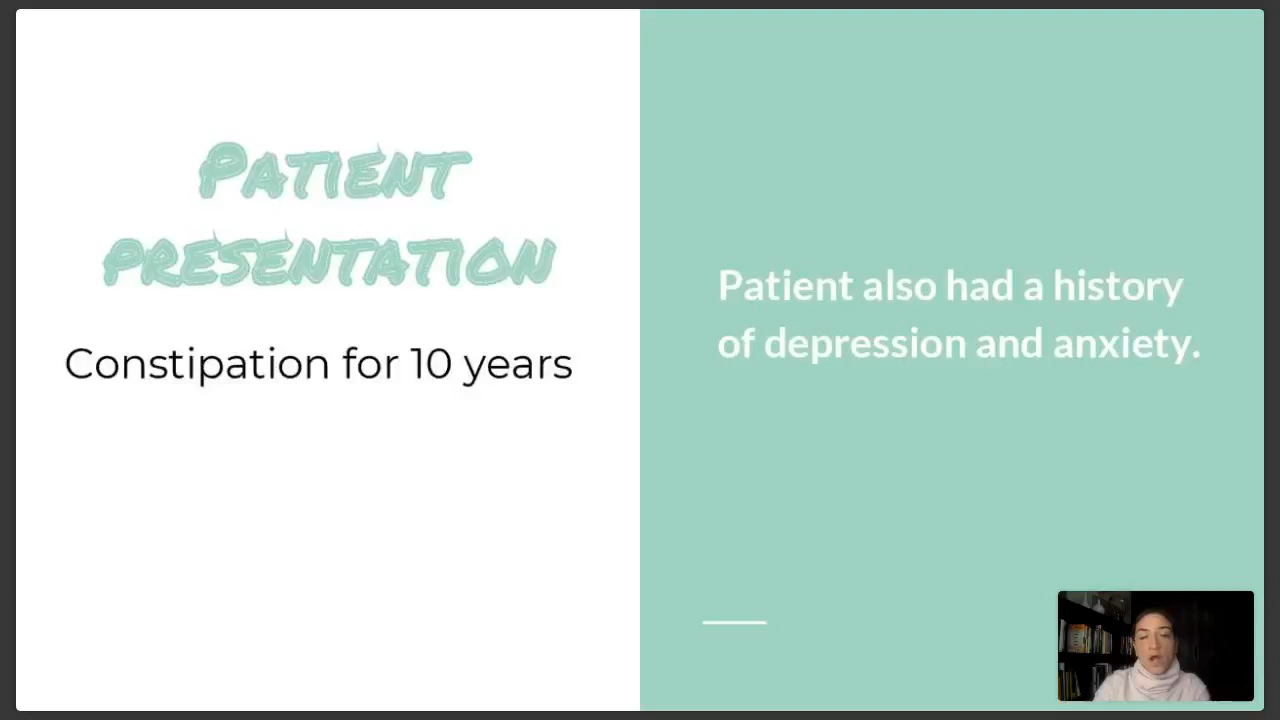 PATIENT
PRESENTATION
Constipation for 10 years
Patient also had a history
of depression and anxiety.